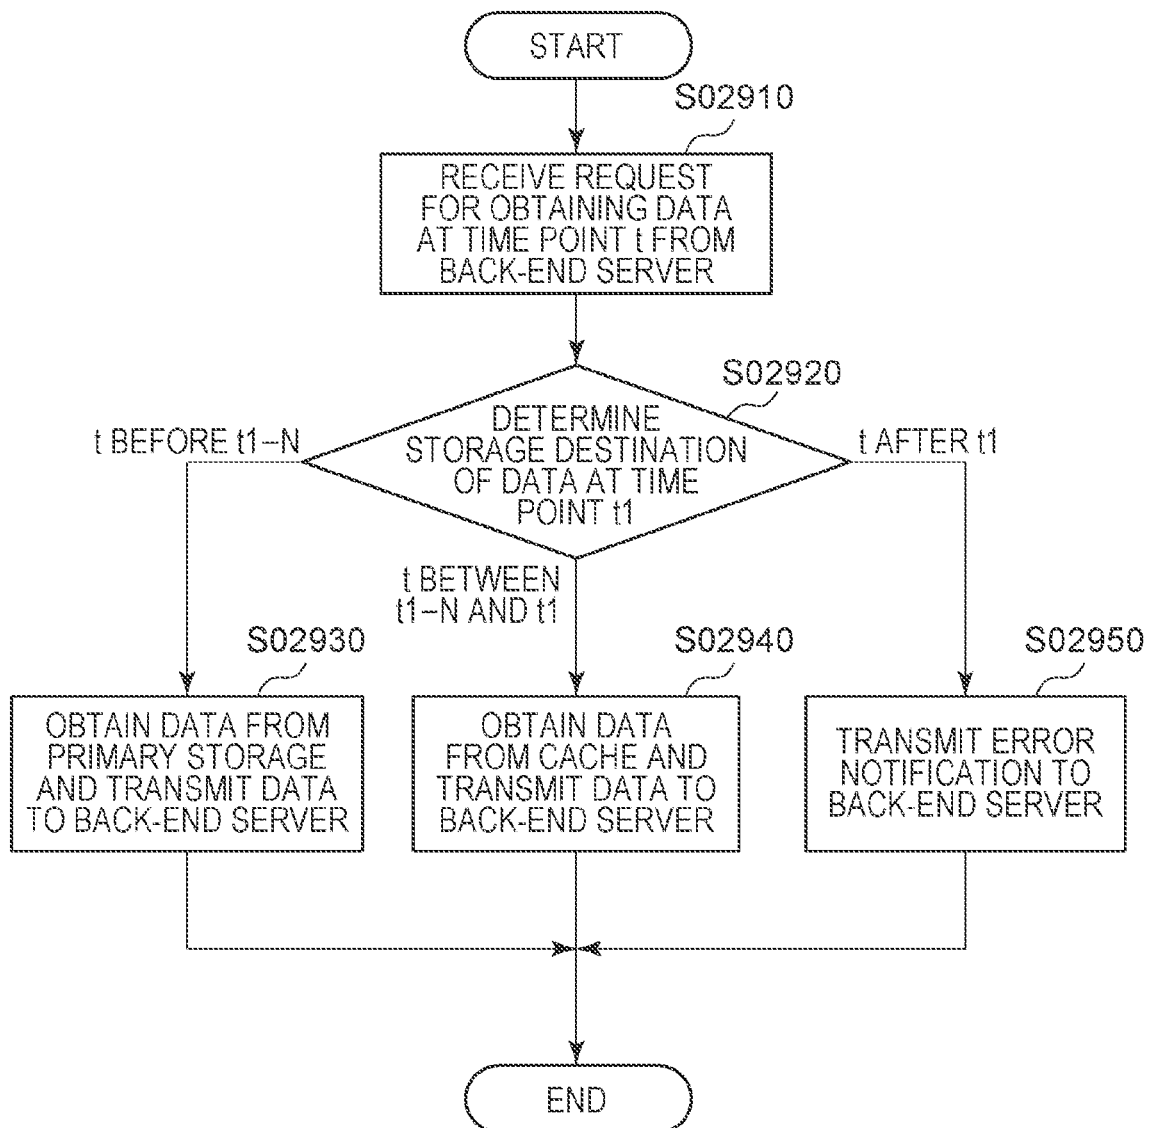 START
S02910
RECEIVE REQUEST
FOR OBTAINING DATA
AT TIME POINT t FROM
BACK-END SERVER
S02920
DETERMINE
STORAGE DESTINATION
OF DATA AT TIME
POINT t1
t BEFORE t1–N
t AFTER t1
t BETWEEN
t1–N AND t1
S02930
OBTAIN DATA FROM
PRIMARY STORAGE
AND TRANSMIT DATA
TO BACK-END SERVER
S02940
OBTAIN DATA
FROM CACHE AND
TRANSMIT DATA TO
BACK-END SERVER
S02950
TRANSMIT ERROR
NOTIFICATION TO
BACK-END SERVER
END